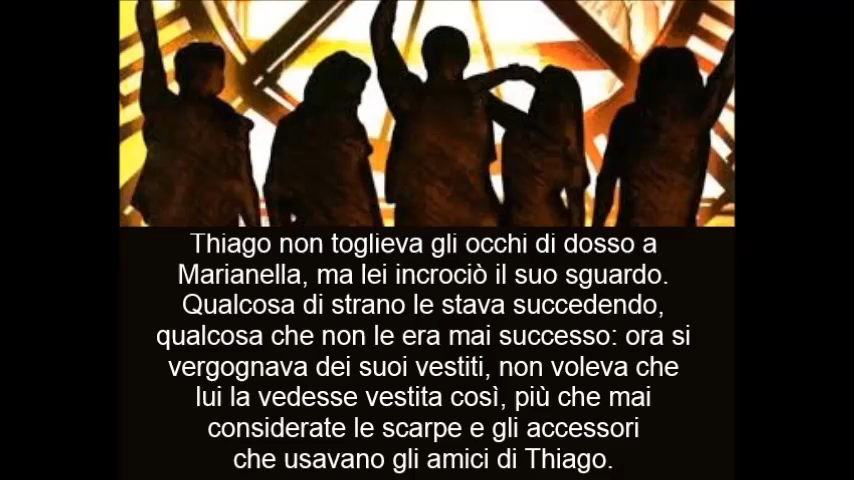 Thiago non toglieva gli occhi di dosso a
Marianella, ma lei incrociò il suo sguardo.
Qualcosa di strano le stava succedendo,
qualcosa che non le era mai successo: ora si
vergognava dei suoi vestiti, non voleva che
lui la vedesse vestita così, più che mai
considerate le scarpe e gli accessori
che usavano gli amici di Thiago.